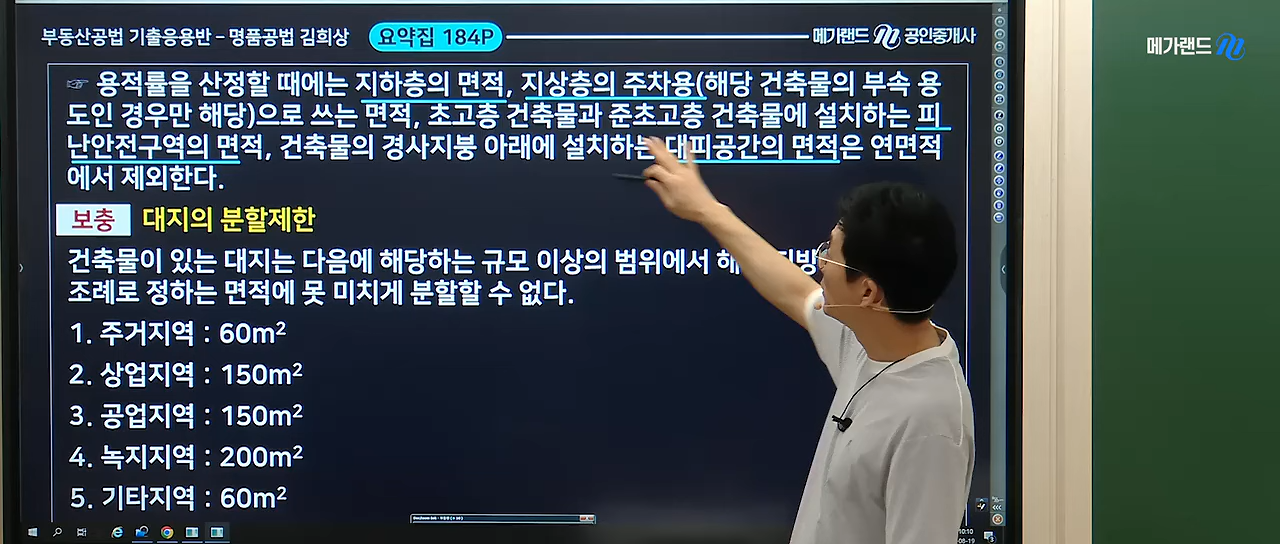 부동산공법 기출응용반 – 명품공법 김희상
요약집 184P
메가랜드 공인중개사
메가랜드
☞ 용적률을 산정할 때에는 지하층의 면적, 지상층의 주차용(해당 건축물의 부속 용
도인 경우만 해당)으로 쓰는 면적, 초고층 건축물과 준초고층 건축물에 설치하는 피
난안전구역의 면적, 건축물의 경사지붕 아래에 설치하는 대피공간의 면적은 연면적
에서 제외한다.
보충 대지의 분할제한
건축물이 있는 대지는 다음에 해당하는 규모 이상의 범위에서 해
조례로 정하는 면적에 못 미치게 분할할 수 없다.
1. 주거지역 : 60m²
2. 상업지역 : 150m²
3. 공업지역 : 150m²
4. 녹지지역 : 200m²
5. 기타지역 : 60m²
10:10